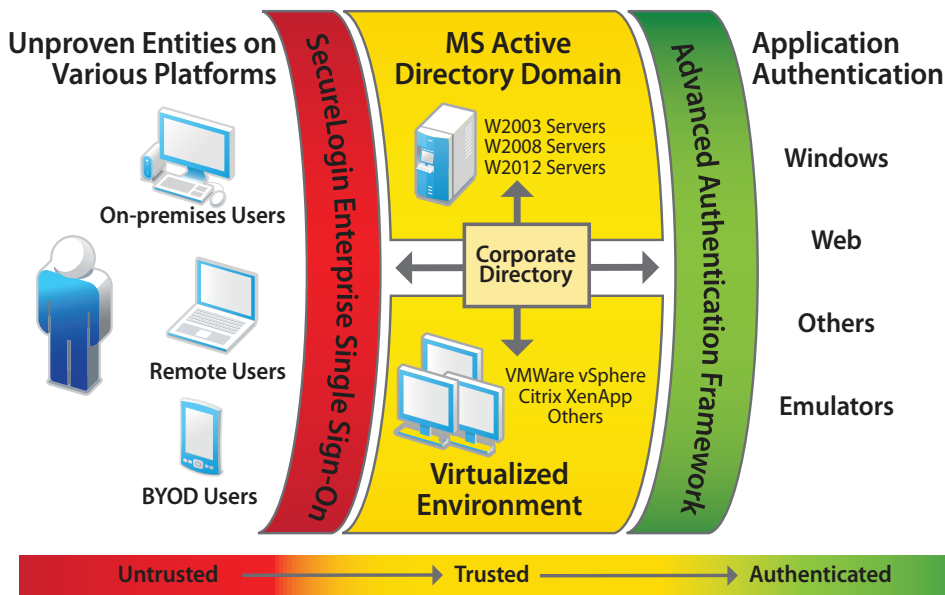 Unproven Entities on
Various Platforms
On-premises Users
Remote Users
BYOD Users
SecureLogin Enterprise Single Sign-On
MS Active
Directory Domain
W2003 Servers
W2008 Servers
W2012 Servers
Corporate
Directory
VMWare vSphere
Citrix XenApp
Others
Virtualized
Environment
Advanced Authentication Framework
Application
Authentication
Windows
Web
Others
Emulators
Untrusted
Trusted
Authenticated